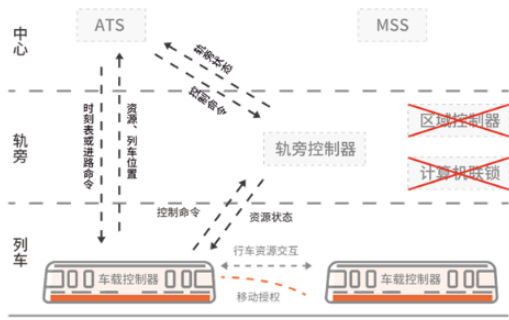 中心
ATS
MSS
轨旁状态
控制命令
轨旁
时刻表或进路命令
资源、列车位置
区域控制器
轨旁控制器
计算机联锁
控制命令
资源状态
列车
行车资源交互
车载控制器
车载控制器
移动授权